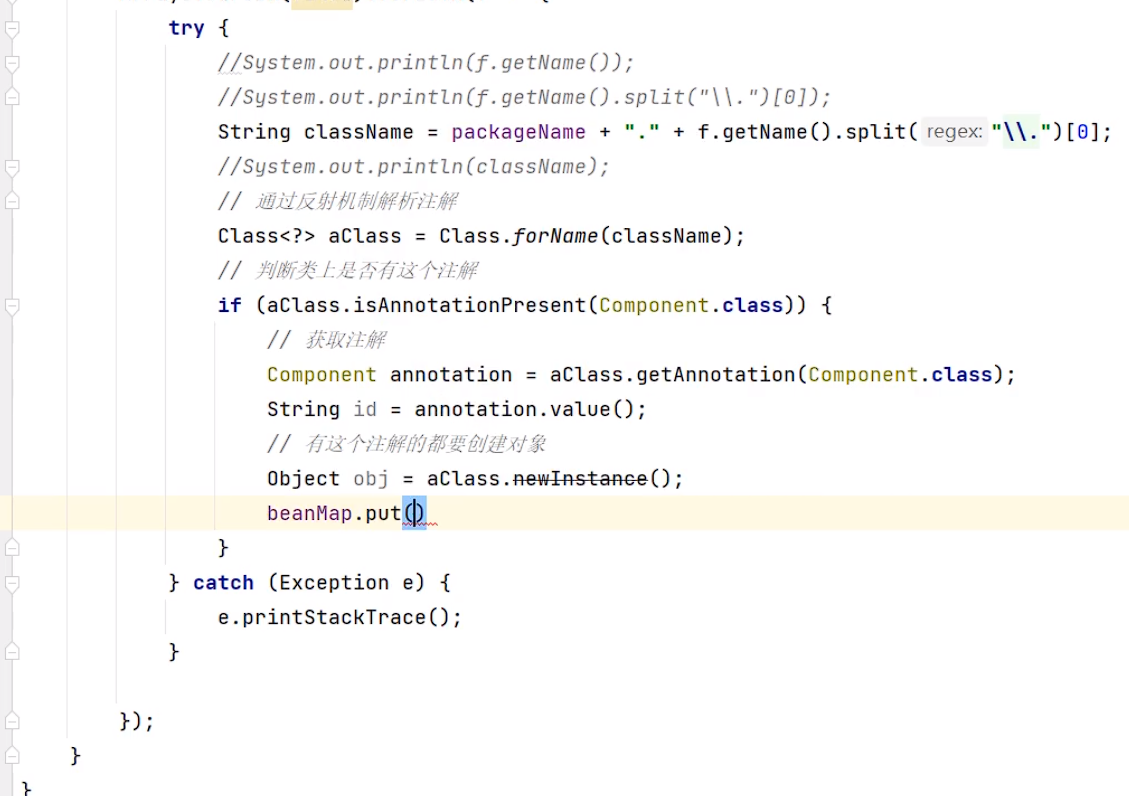 try {
//System.out.println(f.getName());
//System.out.println(f.getName().split("\\.")[0]);
String className = packageName + "." + f.getName().split( regex: "\\.")[0];
//System.out.println(className);
// 通过反射机制解析注解
Class<?> aClass = Class.forName(className);
// 判断类上是否有这个注解
if (aClass.isAnnotationPresent(Component.class)) {
// 获取注解
Component annotation = aClass.getAnnotation(Component.class);
String id = annotation.value();
// 有这个注解的都要创建对象
Object obj = aClass.newInstance();
beanMap.put()
}
} catch (Exception e) {
e.printStackTrace();
}
});
}
}